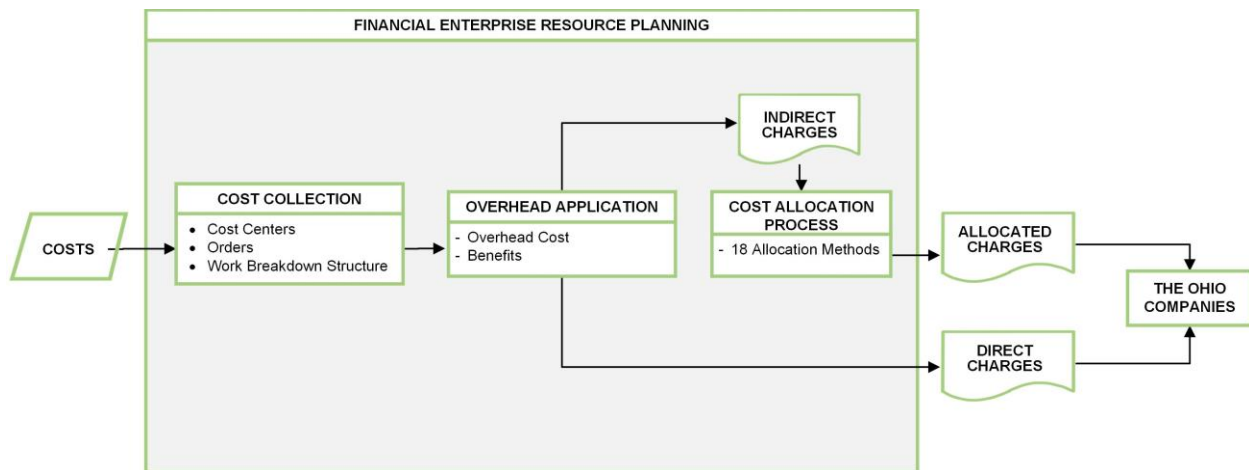 FINANCIAL ENTERPRISE RESOURCE PLANNING
INDIRECT
CHARGES
COST COLLECTION
• Cost Centers
• Orders
• Work Breakdown Structure
OVERHEAD APPLICATION
- Overhead Cost
- Benefits
COST ALLOCATION
PROCESS
- 18 Allocation Methods
COSTS
ALLOCATED
CHARGES
THE OHIO
COMPANIES
DIRECT
CHARGES